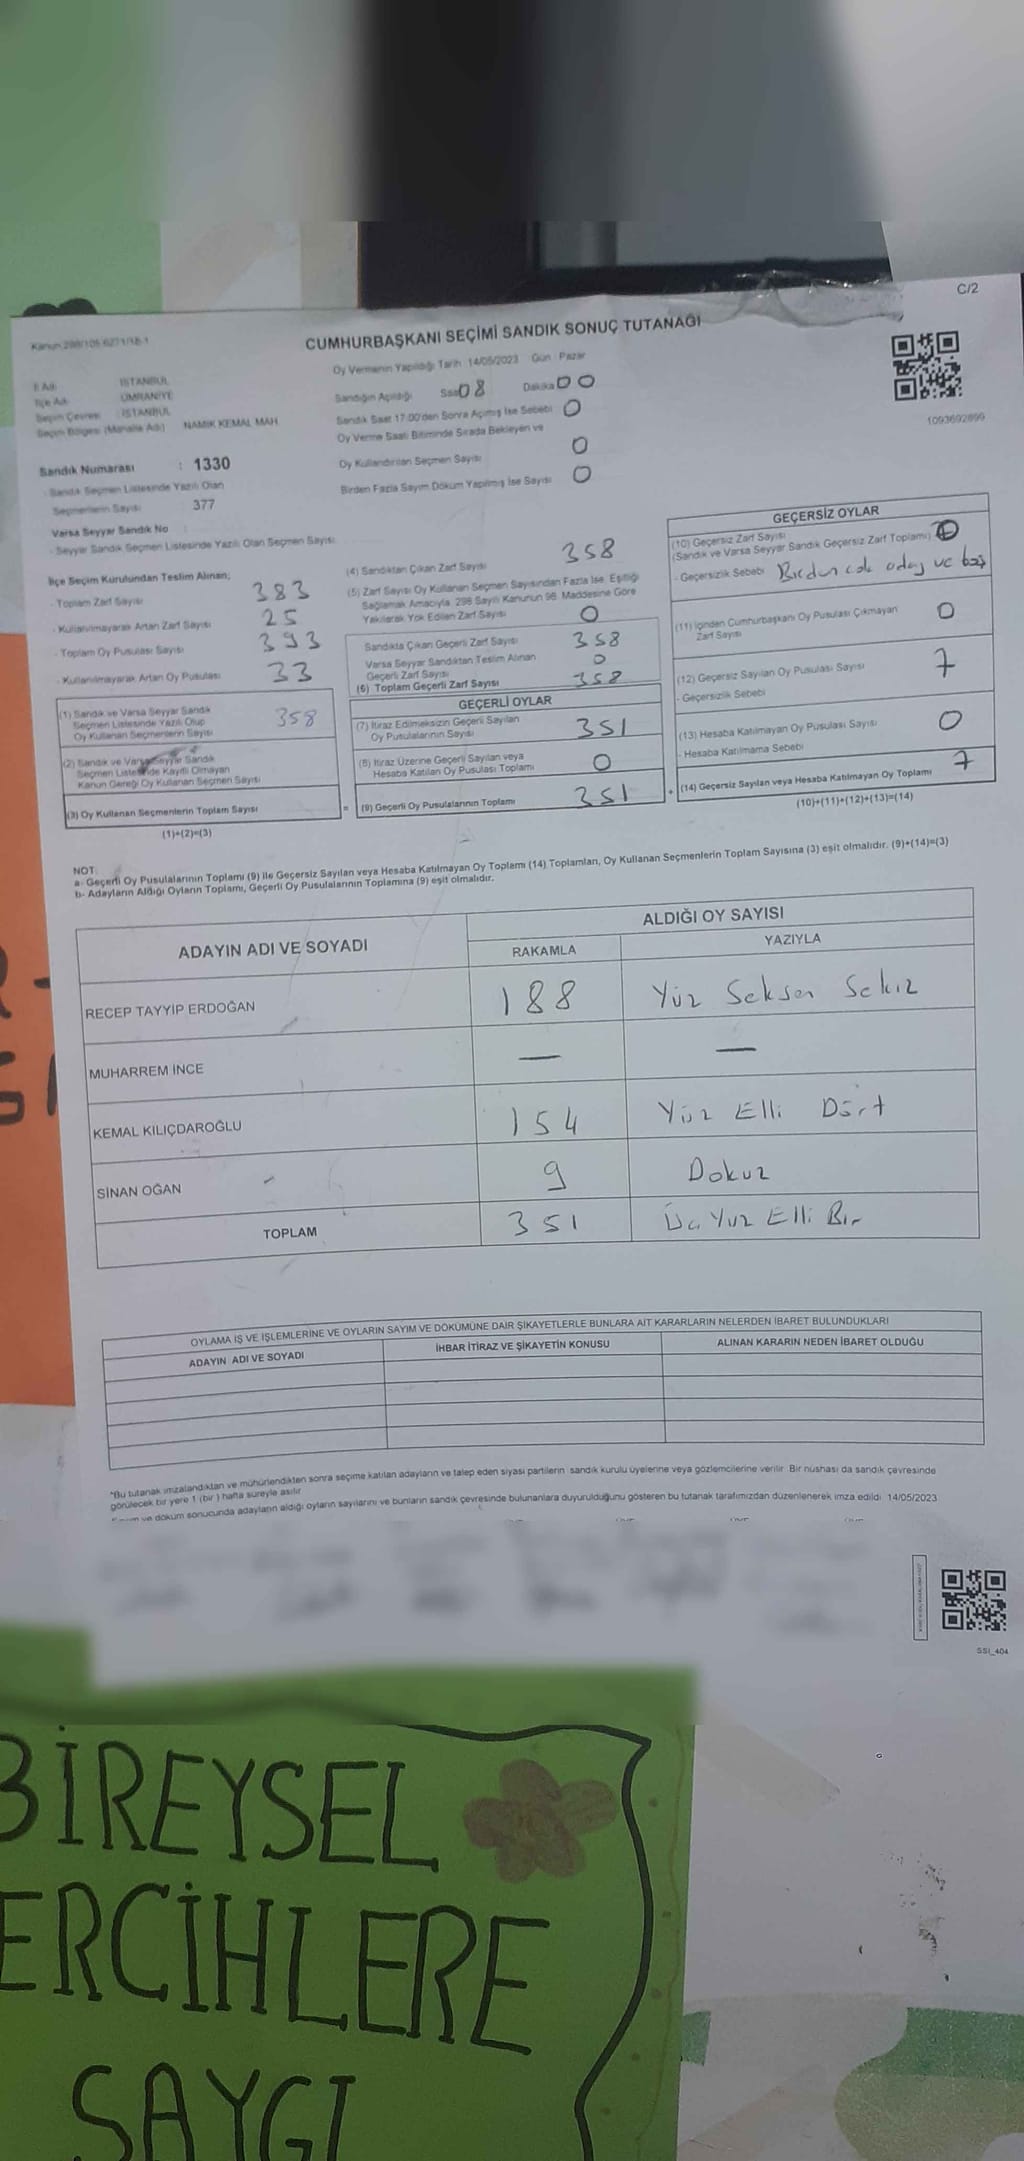 C/2
Kanun 298/105-6271/18-1
CUMHURBAŞKANI SEÇİMİ SANDIK SONUÇ TUTANAĞI
Oy Vermenin Yapıldığı Tarih 14/05/2023 Gün Pazar
İl Adı İSTANBUL
İlçe Adı ÜMRANİYE
Seçim Çevresi İSTANBUL
Seçim Bölgesi (Mahalle Adı) NAMIK KEMAL MAH.
Sandığın Açıldığı Saat 08 Dakika 00
Sandık Saat 17.00'den Sonra Açılmış İse Sebebi 0
Oy Verme Saati Bitiminde Sırada Bekleyen ve
Oy Kullandırılan Seçmen Sayısı 0
Birden Fazla Sayım Döküm Yapılmış İse Sayısı 0
1093692899
Sandık Numarası : 1330
- Sandık Seçmen Listesinde Yazılı Olan
Seçmenlerin Sayısı 377
Varsa Seyyar Sandık No :
- Seyyar Sandık Seçmen Listesinde Yazılı Olan Seçmen Sayısı
İlçe Seçim Kurulundan Teslim Alınan;
- Toplam Zarf Sayısı 383
- Kullanılmayarak Artan Zarf Sayısı 25
- Toplam Oy Pusulası Sayısı 393
- Kullanılmayarak Artan Oy Pusulası 33
(1) Sandık ve Varsa Seyyar Sandık
Seçmen Listesinde Yazılı Olup
Oy Kullanan Seçmenlerin Sayısı 358
(2) Sandık ve Varsa Seyyar Sandık
Seçmen Listesinde Kayıtlı Olmayan
Kanun Gereği Oy Kullanan Seçmen Sayısı
(3) Oy Kullanan Seçmenlerin Toplam Sayısı =
(1)+(2)=(3)
(4) Sandıktan Çıkan Zarf Sayısı 358
(5) Zarf Sayısı Oy Kullanan Seçmen Sayısından Fazla İse, Eşitliği
Sağlamak Amacıyla 298 Sayılı Kanunun 98. Maddesine Göre
Yakılarak Yok Edilen Zarf Sayısı 0
Sandıkta Çıkan Geçerli Zarf Sayısı 358
Varsa Seyyar Sandıktan Teslim Alınan
Geçerli Zarf Sayısı 0
(6) Toplam Geçerli Zarf Sayısı 358
GEÇERLİ OYLAR
(7) İtiraz Edilmeksizin Geçerli Sayılan
Oy Pusulalarının Sayısı 351
(8) İtiraz Üzerine Geçerli Sayılan veya
Hesaba Katılan Oy Pusulası Toplamı 0
(9) Geçerli Oy Pusulalarının Toplamı 351 +
GEÇERSİZ OYLAR
(10) Geçersiz Zarf Sayısı
(Sandık ve Varsa Seyyar Sandık Geçersiz Zarf Toplamı)
- Geçersizlik Sebebi Birden cok aday ve boş
(11) İçinden Cumhurbaşkanı Oy Pusulası Çıkmayan
Zarf Sayısı 0
(12) Geçersiz Sayılan Oy Pusulası Sayısı 7
- Geçersizlik Sebebi
(13) Hesaba Katılmayan Oy Pusulası Sayısı 0
- Hesaba Katılmama Sebebi
(14) Geçersiz Sayılan veya Hesaba Katılmayan Oy Toplamı 7
(10)+(11)+(12)+(13)=(14)
NOT:
a- Geçerli Oy Pusulalarının Toplamı (9) ile Geçersiz Sayılan veya Hesaba Katılmayan Oy Toplamı (14) Toplamları, Oy Kullanan Seçmenlerin Toplam Sayısına (3) eşit olmalıdır. (9)+(14)=(3)
b- Adayların Aldığı Oyların Toplamı, Geçerli Oy Pusulalarının Toplamına (9) eşit olmalıdır.
ADAYIN ADI VE SOYADI ALDIĞI OY SAYISI
RAKAMLA YAZIYLA
RECEP TAYYİP ERDOĞAN 188 Yüz Seksen Sekiz
MUHARREM İNCE — —
KEMAL KILIÇDAROĞLU 154 Yüz Elli Dört
SİNAN OĞAN 9 Dokuz
TOPLAM 351 Üç Yuz Elli Bir
OYLAMA İŞ VE İŞLEMLERİNE VE OYLARIN SAYIM VE DÖKÜMÜNE DAİR ŞİKAYETLERLE BUNLARA AİT KARARLARIN NELERDEN İBARET BULUNDUKLARI
ADAYIN ADI VE SOYADI İHBAR İTİRAZ VE ŞİKAYETİN KONUSU ALINAN KARARIN NEDEN İBARET OLDUĞU
*Bu tutanak imzalandıktan ve mühürlendikten sonra seçime katılan adayların ve talep eden siyasi partilerin sandık kurulu üyelerine veya gözlemcilerine verilir. Bir nüshası da sandık çevresinde
görülecek bir yere 1 (bir) hafta süreyle asılır.
ve döküm sonucunda adayların aldığı oyların sayılarını ve bunların sandık çevresinde bulunanlara duyurulduğunu gösteren bu tutanak tarafımızdan düzenlenerek imza edildi. 14/05/2023
SSI_404
BİREYSEL
ERCİHLERE
SAYGI